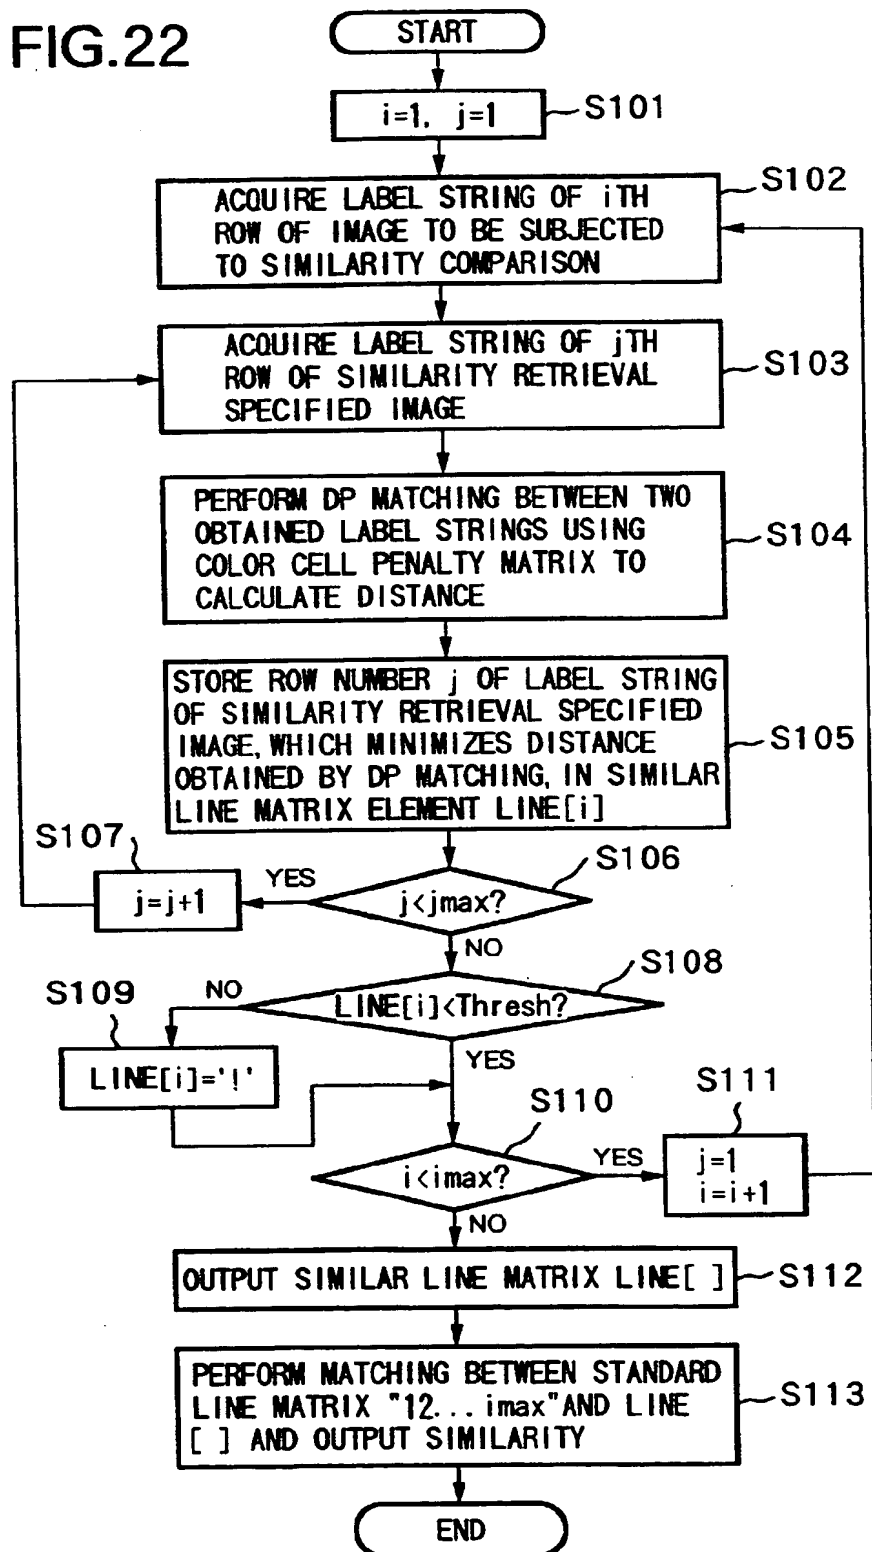 FIG.22
START
i=1, j=1
S101
ACQUIRE LABEL STRING OF iTH
ROW OF IMAGE TO BE SUBJECTED
TO SIMILARITY COMPARISON
S102
ACQUIRE LABEL STRING OF jTH
ROW OF SIMILARITY RETRIEVAL
SPECIFIED IMAGE
S103
PERFORM DP MATCHING BETWEEN TWO
OBTAINED LABEL STRINGS USING
COLOR CELL PENALTY MATRIX TO
CALCULATE DISTANCE
S104
STORE ROW NUMBER j OF LABEL STRING
OF SIMILARITY RETRIEVAL SPECIFIED
IMAGE, WHICH MINIMIZES DISTANCE
OBTAINED BY DP MATCHING, IN SIMILAR
LINE MATRIX ELEMENT LINE[i]
S105
S106
j<jmax?
YES
S107
j=j+1
NO
S108
LINE[i]<Thresh?
NO
S109
LINE[i]='!'
YES
S110
i<imax?
YES
S111
j=1
i=i+1
NO
OUTPUT SIMILAR LINE MATRIX LINE[ ]
S112
PERFORM MATCHING BETWEEN STANDARD
LINE MATRIX "12...imax"AND LINE
[ ] AND OUTPUT SIMILARITY
S113
END